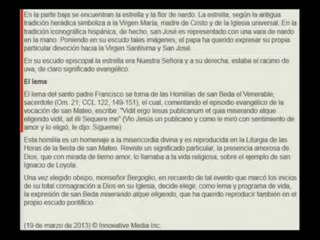 En la parte baja se encuentran la estrella y la flor de nardo. La estrella, según la antigua
tradición herádica simboliza a la Virgen María, madre de Cristo y de la Iglesia universal. En la
tradición iconográfica hispánica, de hecho, san José es representado con una vara de nardo
en la mano. Poniendo en su escudo tales imágenes, el papa ha querido expresar su propia
particular devoción hacia la Virgen Santísima y San José.
En su escudo episcopal la estrella era Nuestra Señora y a su derecha, estaba el racimo de
uva, de claro significado evangélico.
El lema
El lema del santo padre Francisco se toma de las Homilías de San Beda el Venerable,
sacerdote (Om. 21; CCL 122, 149-151), el cual, comentando el episodio evangélico de la
vocación de san Mateo, escribe: "Vidit ergo lesus publicanum et quia miserando atque
eligendo vidit, ait illi Sequere me" (Vio Jesús un publicano y como le miró con sentimiento de
amor y lo eligió, le dijo: Sígueme)
Esta homilía es un homenaje a la misericordia divina y es reproducida en la Liturgia de las
Horas de la fiesta de san Mateo. Reviste un significado particular, la presencia amorosa de
Dios, que con mirada de tierno amor, lo llamaba a la vida religiosa, sobre el ejemplo de san
Ignacio de Loyola.
Una vez elegido obispo, monseñor Bergoglio, en recuerdo de tal evento que marcó los inicios
de su total consagración a Dios en su Iglesia, decide elegir, como lema y programa de vida,
la expresión de san Beda miserando atque eligendo, que ha querido reproducir también en el
propio escudo pontificio.
(19 de marzo de 2013) © Innovative Media Inc.